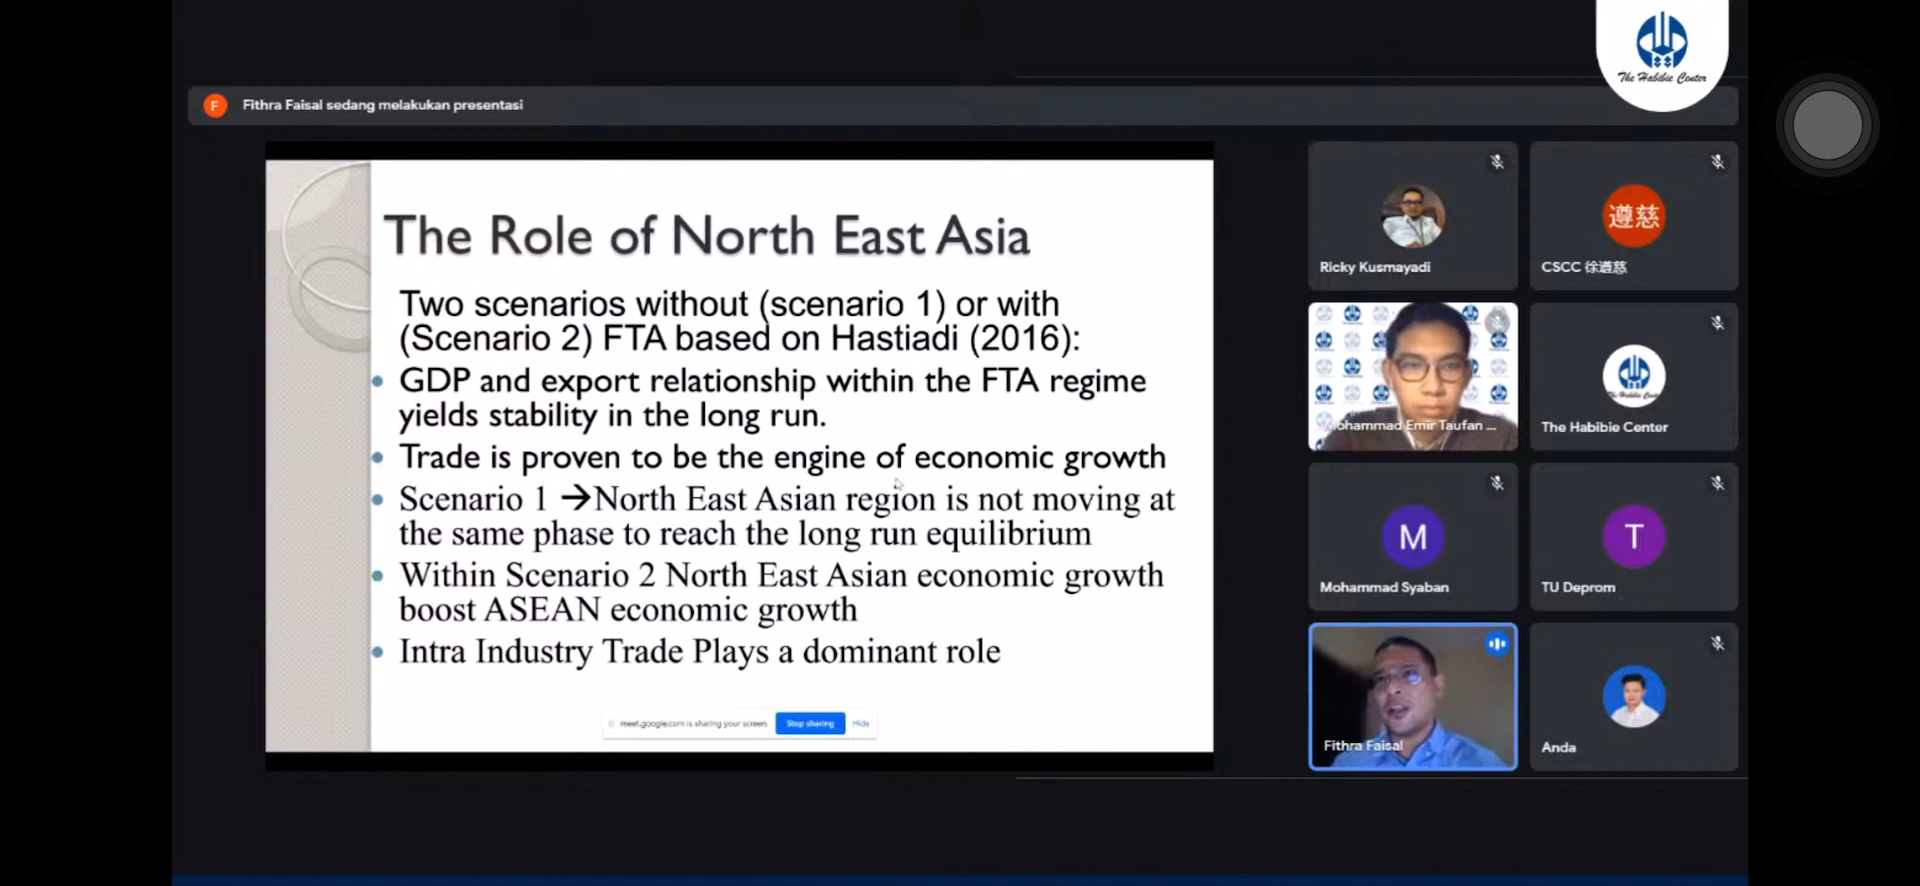 The Habibie Center
F
Fithra Faisal sedang melakukan presentasi
The Role of North East Asia
Two scenarios without (scenario 1) or with
(Scenario 2) FTA based on Hastiadi (2016):
• GDP and export relationship within the FTA regime
yields stability in the long run.
• Trade is proven to be the engine of economic growth
• Scenario 1 →North East Asian region is not moving at
the same phase to reach the long run equilibrium
• Within Scenario 2 North East Asian economic growth
boost ASEAN economic growth
• Intra Industry Trade Plays a dominant role
meet.google.com is sharing your screen Stop sharing Hide
Ricky Kusmayadi
遵慈
CSCC 徐遵慈
Mohammad Emir Taufan ...
The Habibie Center
The Habibie Center
M
Mohammad Syaban
T
TU Deprom
Fithra Faisal
Anda